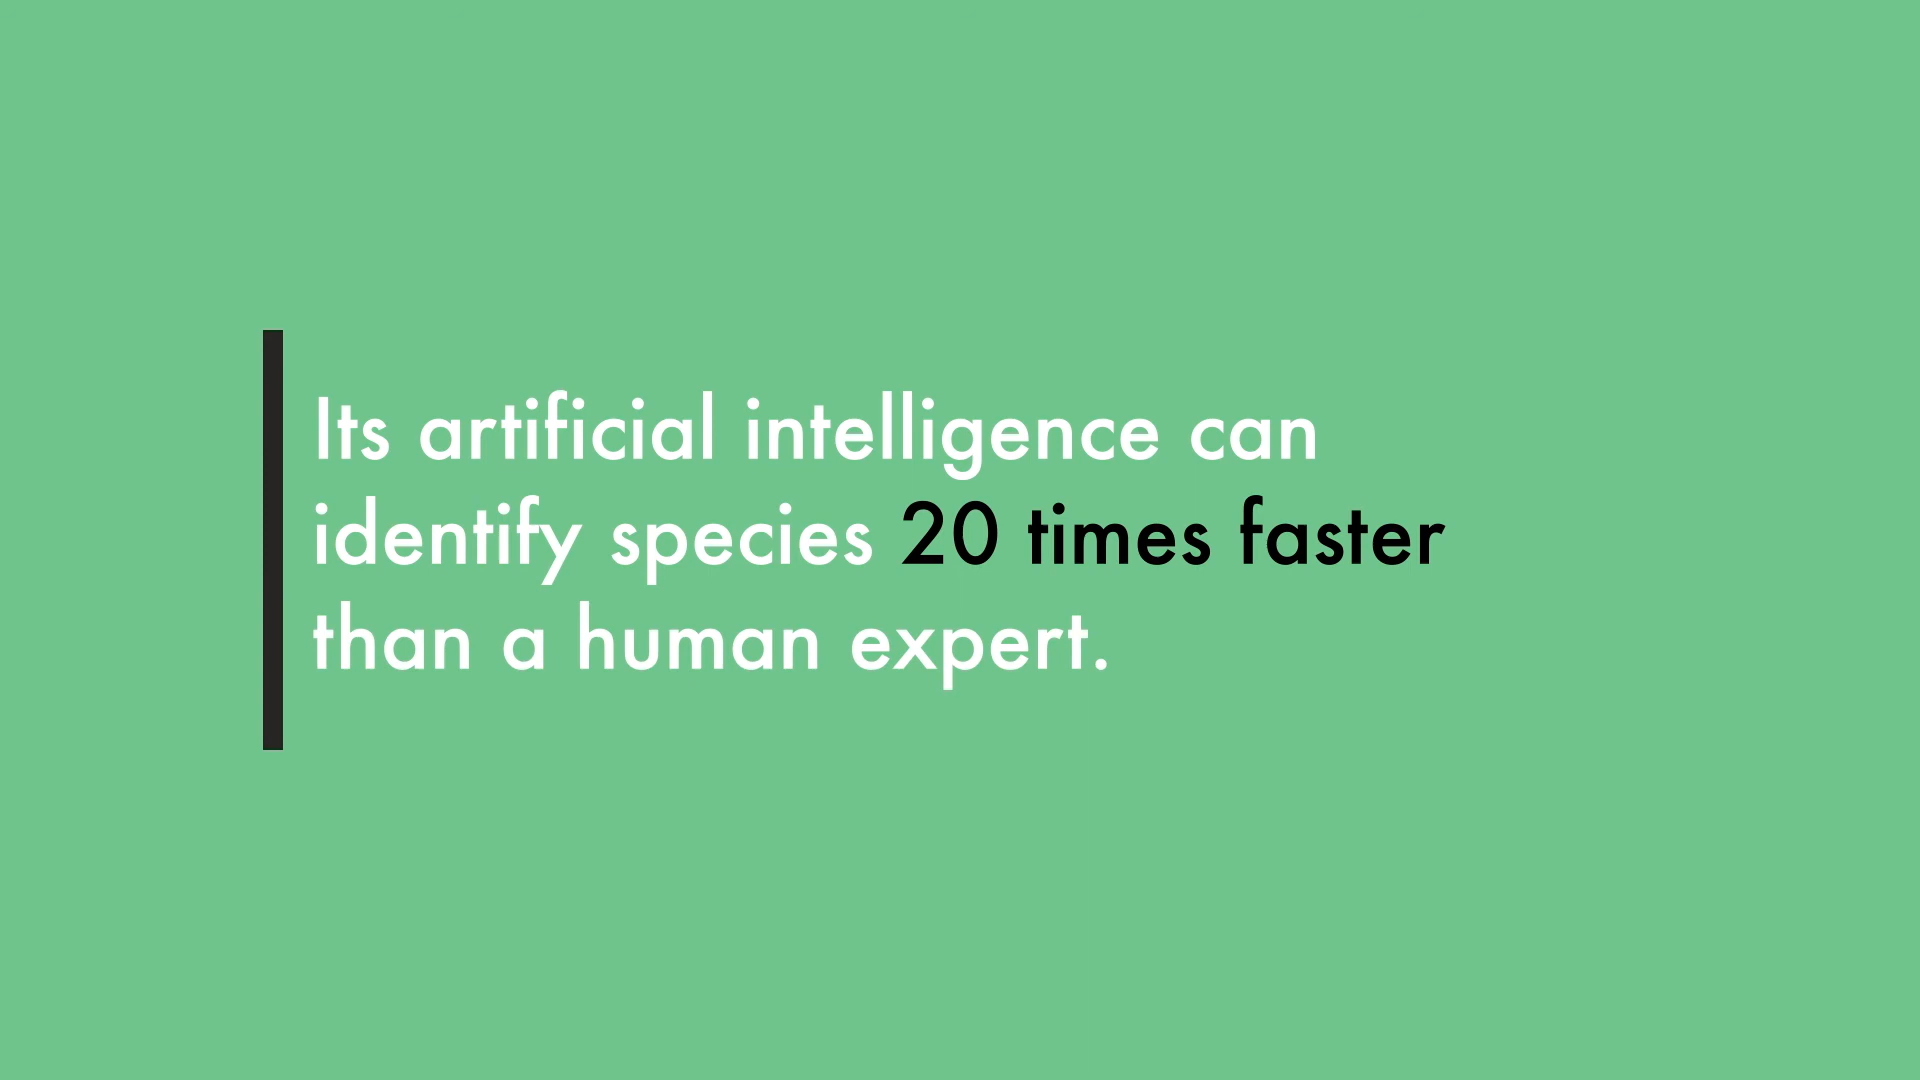 Its artificial intelligence can
identify species 20 times faster
than a human expert.